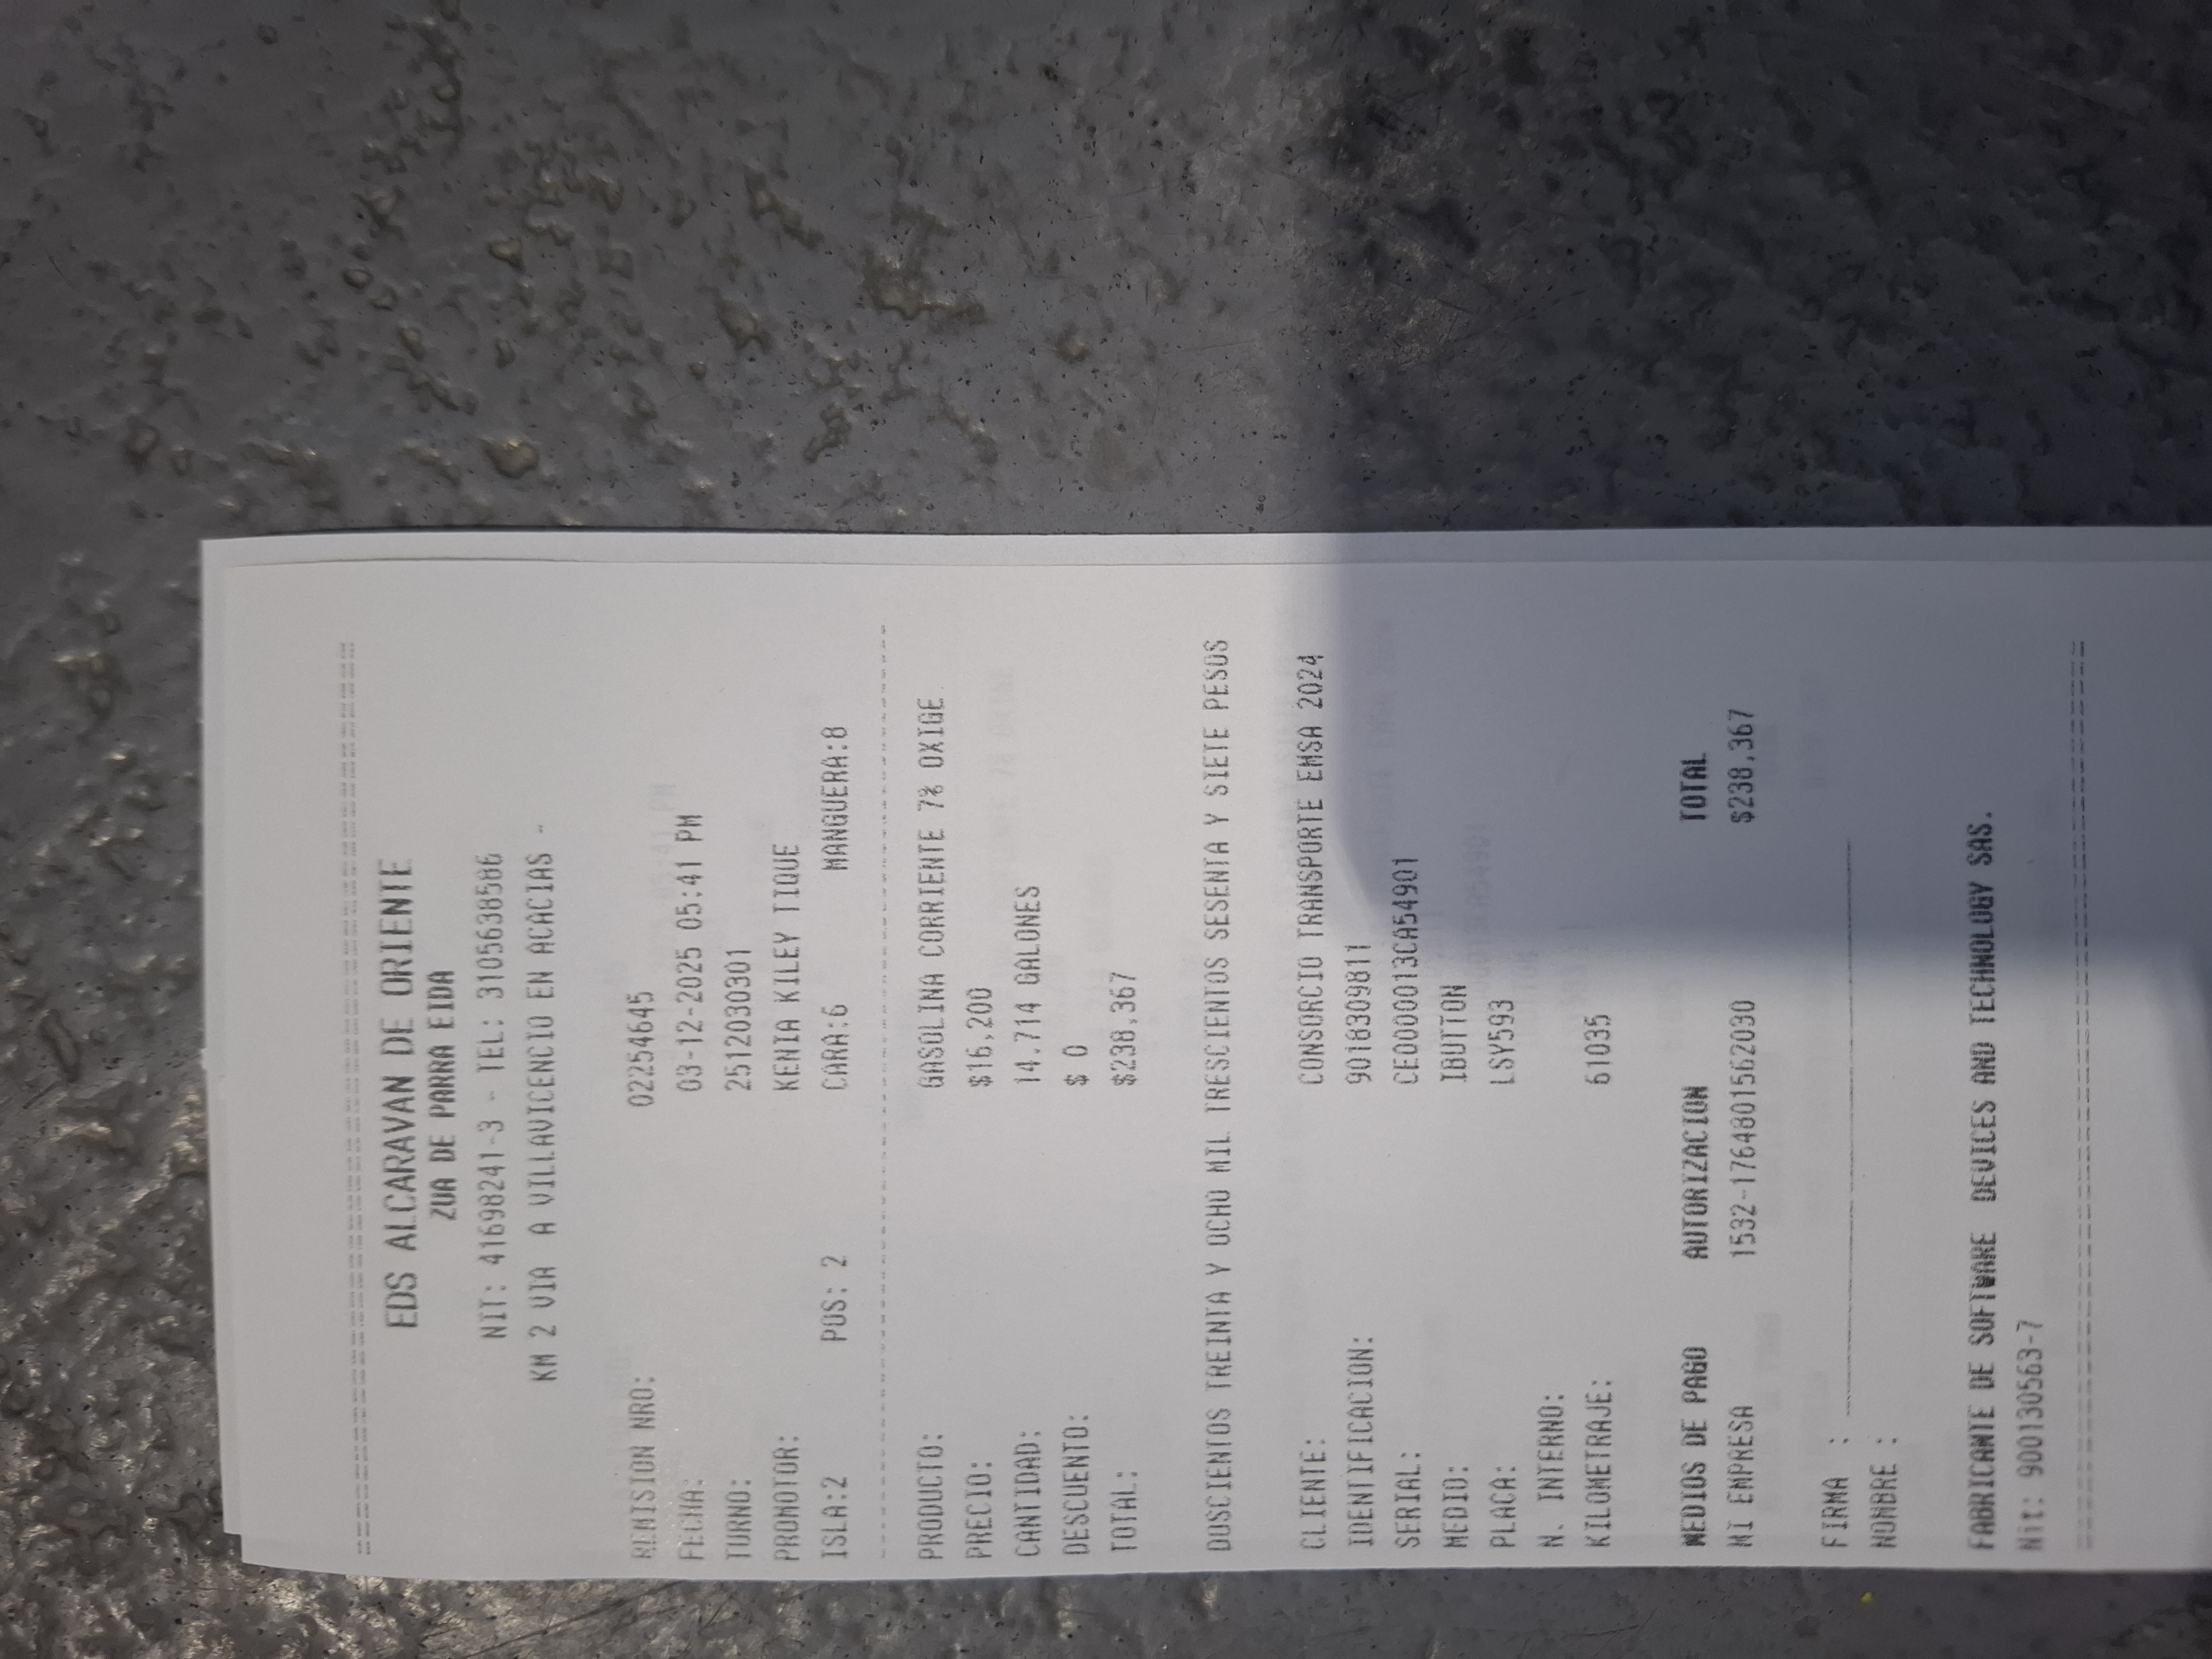 EDS ALCARAVAN DE ORIENTE
ZUA DE PARRA EIDA
NIT: 41698241-3 - TEL: 3105638586
KM 2 VIA A VILLAVICENCIO EN ACACIAS -
REMISION NRO: 02254645
FECHA: 03-12-2025 05:41 PM
TURNO: 251203030​1
PROMOTOR: KENIA KILEY TIQUE
ISLA:2 POS: 2 CARA:6 MANGUERA:8
PRODUCTO: GASOLINA CORRIENTE 7% OXIGE
PRECIO: $16,200
CANTIDAD: 14.714 GALONES
DESCUENTO: $ 0
TOTAL: $238,367
DOSCIENTOS TREINTA Y OCHO MIL TRESCIENTOS SESENTA Y SIETE PESOS
CLIENTE: CONSORCIO TRANSPORTE EMSA 2024
IDENTIFICACION: 9018309811
SERIAL: CE000013CA54901
MEDIO: IBUTTON
PLACA: LSY593
N. INTERNO:
KILOMETRAJE: 61035
MEDIOS DE PAGO AUTORIZACION TOTAL
MI EMPRESA 1532-1764801562030 $238,367
FIRMA :
NOMBRE :
FABRICANTE DE SOFTWARE DEVICES AND TECHNOLOGY SAS.
Nit: 900130563-7